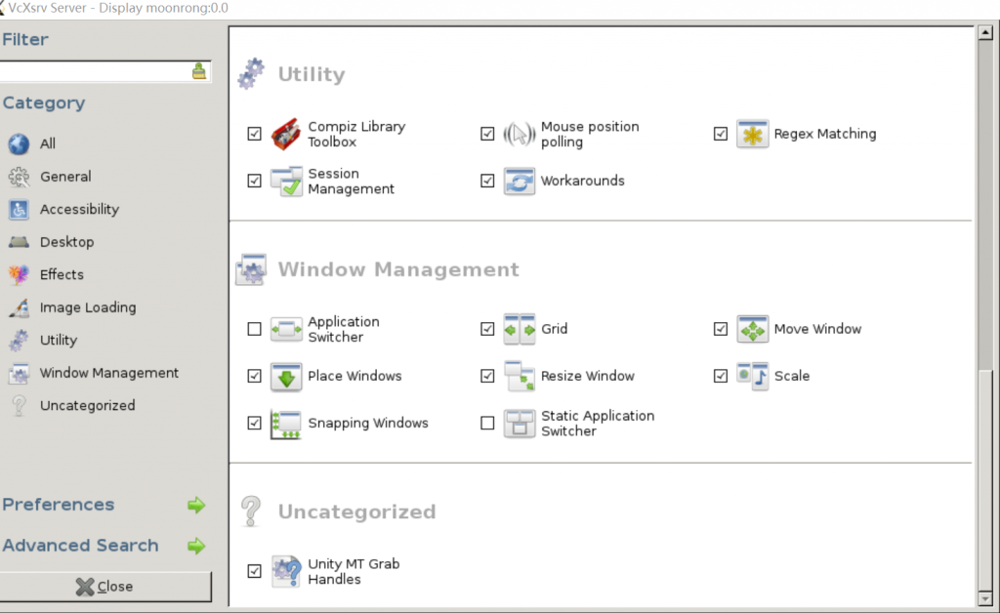 VcXsrv Server - Display moonrong:0.0
Filter
Category
All
General
Accessibility
Desktop
Effects
Image Loading
Utility
Window Management
Uncategorized
Preferences
Advanced Search
Close
Utility
Compiz Library
Toolbox
Mouse position
polling
Regex Matching
Session
Management
Workarounds
Window Management
Application
Switcher
Grid
Move Window
Place Windows
Resize Window
Scale
Snapping Windows
Static Application
Switcher
Uncategorized
Unity MT Grab
Handles